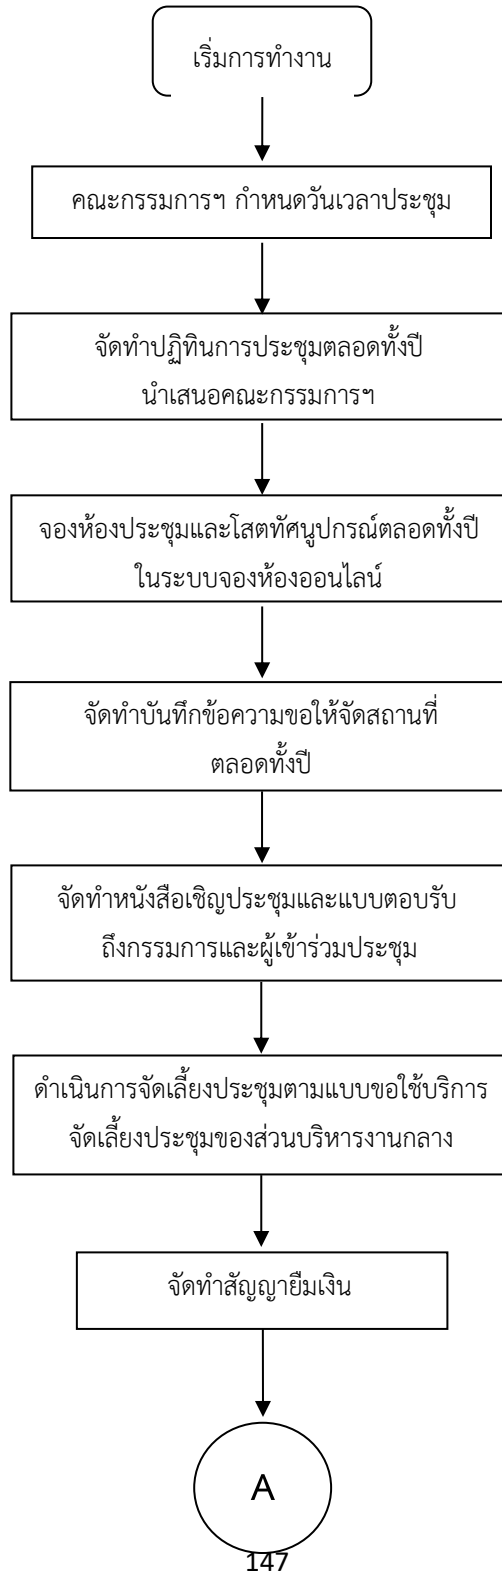 เริ่มการทำงาน
คณะกรรมการฯ กำหนดวันเวลาประชุม
จัดทำปฏิทินการประชุมตลอดทั้งปี
นำเสนอคณะกรรมการฯ
จองห้องประชุมและโสตทัศนูปกรณ์ตลอดทั้งปี
ในระบบจองห้องออนไลน์
จัดทำบันทึกข้อความขอให้จัดสถานที่
ตลอดทั้งปี
จัดทำหนังสือเชิญประชุมและแบบตอบรับ
ถึงกรรมการและผู้เข้าร่วมประชุม
ดำเนินการจัดเลี้ยงประชุมตามแบบขอใช้บริการ
จัดเลี้ยงประชุมของส่วนบริหารงานกลาง
จัดทำสัญญายืมเงิน
A
147